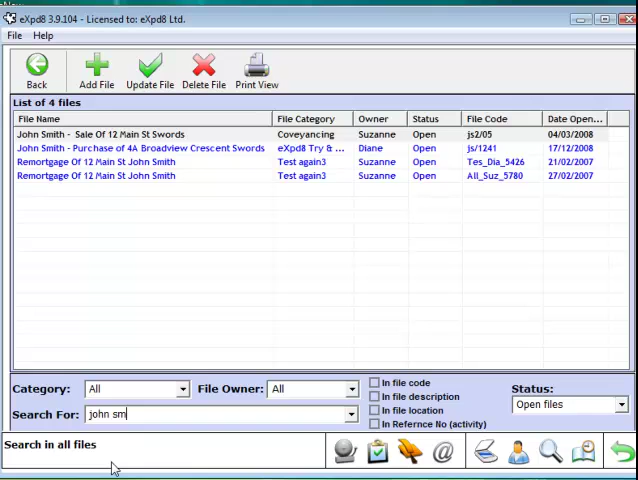 eXpd8 3.9.104 - Licensed to: eXpd8 Ltd.
File Help
Back Add File Update File Delete File Print View
List of 4 files
File Name File Category Owner Status File Code Date Open...
John Smith - Sale Of 12 Main St Swords Coveyancing Suzanne Open js2/05 04/03/2008
John Smith - Purchase of 4A Broadview Crescent Swords eXpd8 Try & ... Diane Open js/1241 17/12/2008
Remortgage Of 12 Main St John Smith Test again3 Suzanne Open Tes_Dia_5426 21/02/2007
Remortgage Of 12 Main St John Smith Test again3 Suzanne Open All_Suz_5780 27/02/2007
Category: All File Owner: All
In file code
In file description
In file location
In Refernce No (activity)
Status:
Open files
Search For: john sm
Search in all files